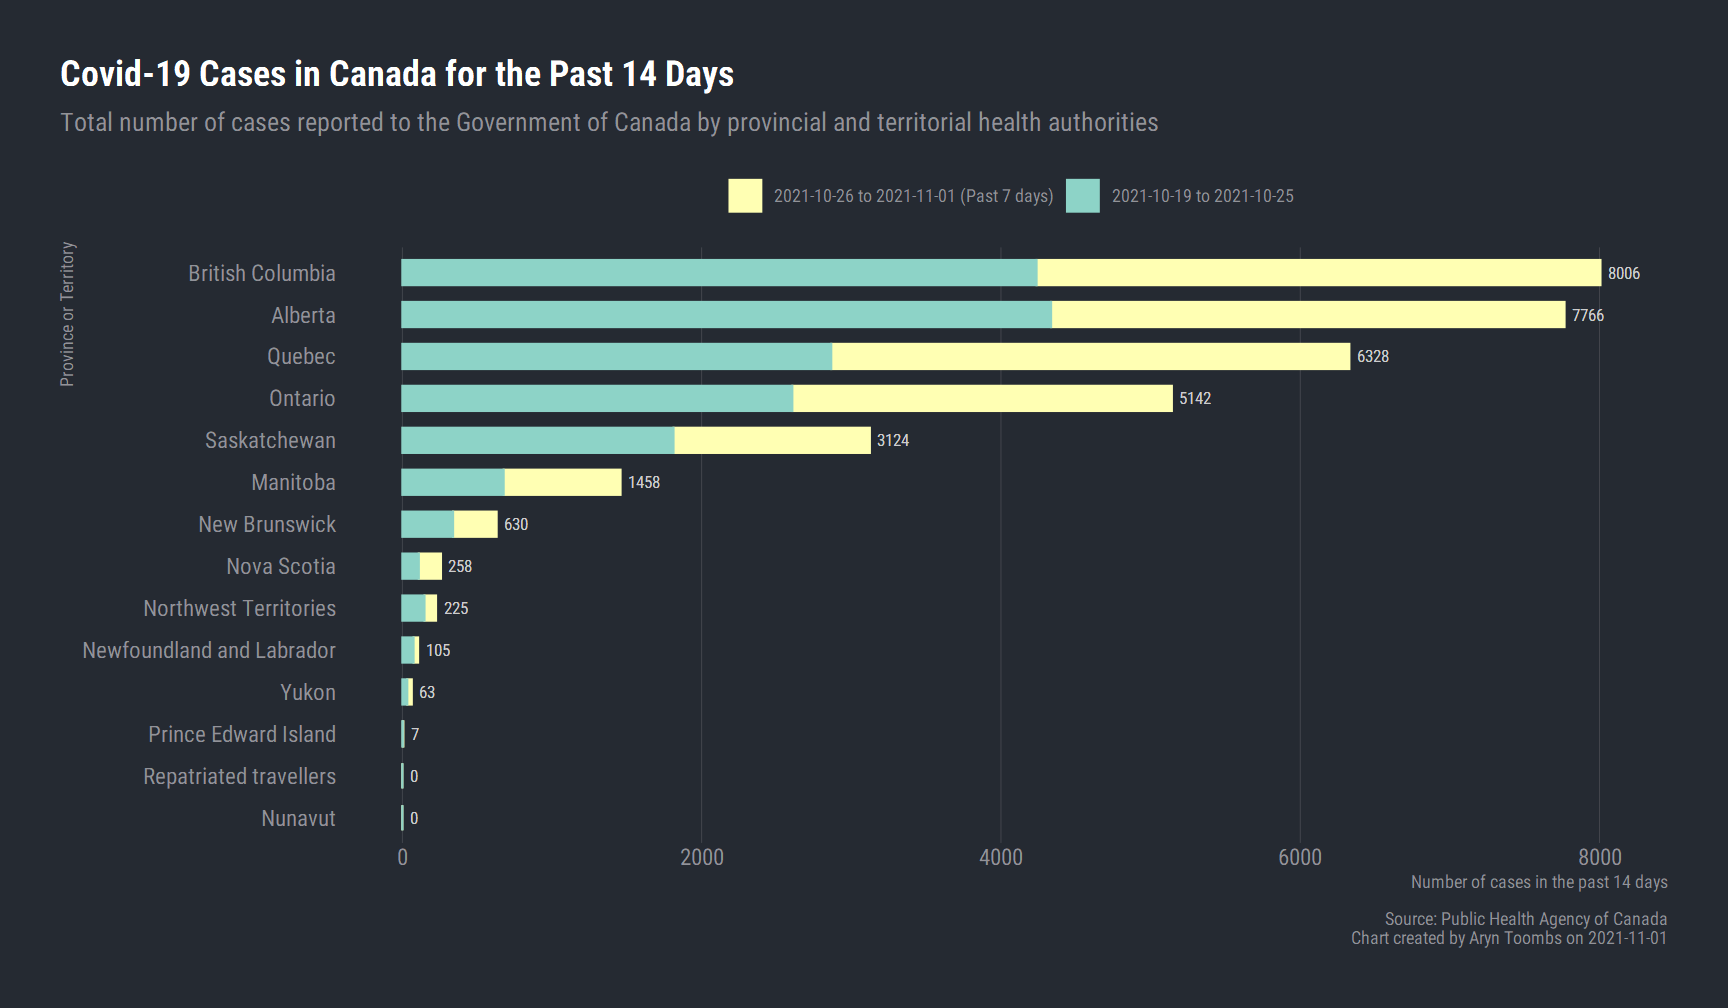 Covid-19 Cases in Canada for the Past 14 Days
Total number of cases reported to the Government of Canada by provincial and territorial health authorities
2021-10-26 to 2021-11-01 (Past 7 days)
2021-10-19 to 2021-10-25
Province or Territory
British Columbia 8006
Alberta 7766
Quebec 6328
Ontario 5142
Saskatchewan 3124
Manitoba 1458
New Brunswick 630
Nova Scotia 258
Northwest Territories 225
Newfoundland and Labrador 105
Yukon 63
Prince Edward Island 7
Repatriated travellers 0
Nunavut 0
0 2000 4000 6000 8000
Number of cases in the past 14 days
Source: Public Health Agency of Canada
Chart created by Aryn Toombs on 2021-11-01